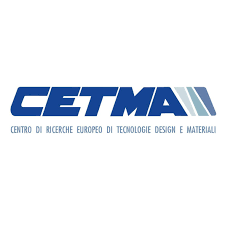 CETMA
CENTRO DI RICERCHE EUROPEO DI TECNOLOGIE DESIGN E MATERIALI